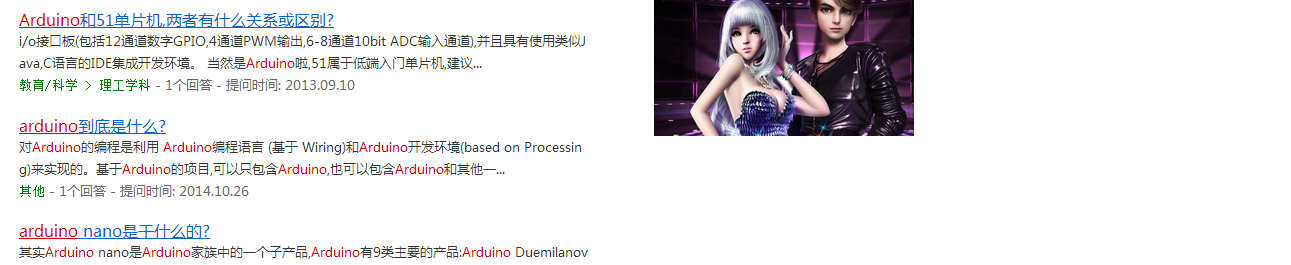 Arduino和51单片机,两者有什么关系或区别?
i/o接口板(包括12通道数字GPIO,4通道PWM输出,6-8通道10bit ADC输入通道),并且具有使用类似J
ava,C语言的IDE集成开发环境。 当然是Arduino啦,51属于低端入门单片机,建议...
教育/科学 > 理工学科 - 1个回答 - 提问时间: 2013.09.10
arduino到底是什么?
对Arduino的编程是利用 Arduino编程语言 (基于 Wiring)和Arduino开发环境(based on Processin
g)来实现的。基于Arduino的项目,可以只包含Arduino,也可以包含Arduino和其他一...
其他 - 1个回答 - 提问时间: 2014.10.26
arduino nano是干什么的?
其实Arduino nano是Arduino家族中的一个子产品,Arduino有9类主要的产品:Arduino Duemilanov